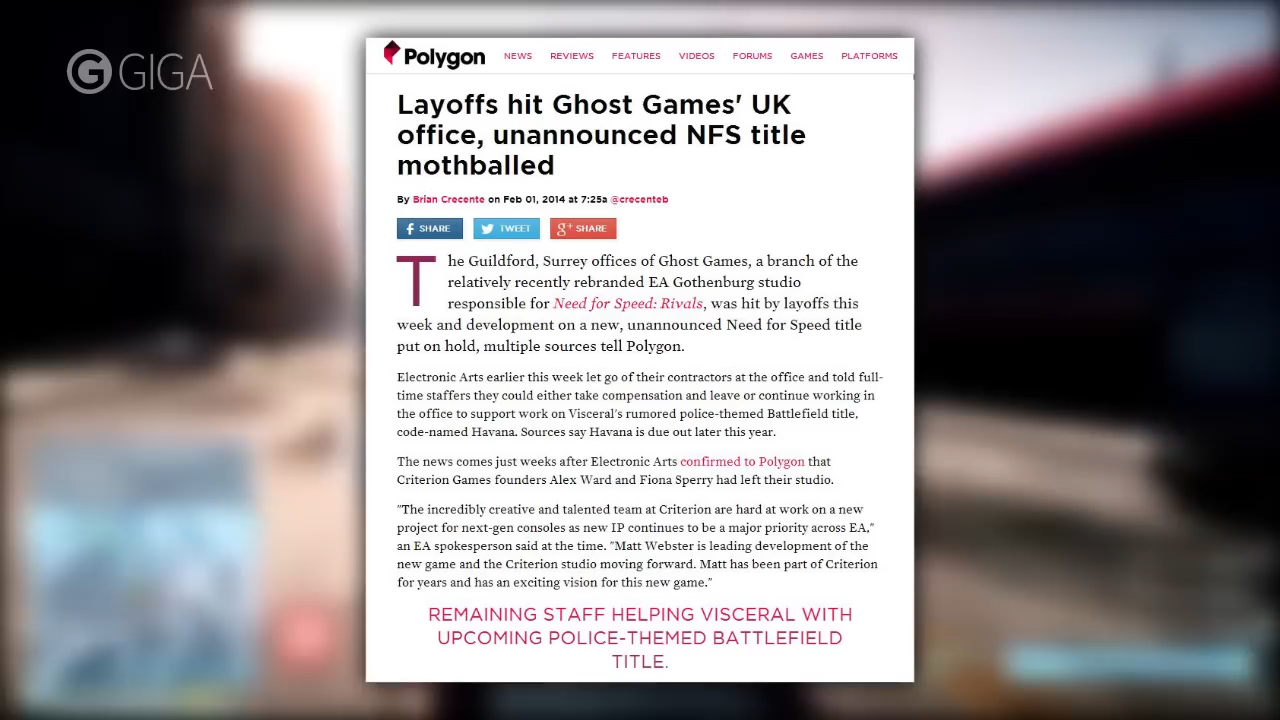 GIGA
Polygon NEWS REVIEWS FEATURES VIDEOS FORUMS GAMES PLATFORMS
Layoffs hit Ghost Games' UK
office, unannounced NFS title
mothballed
By Brian Crecente on Feb 01, 2014 at 7:25a @crecenteb
f SHARE TWEET g+ SHARE
The Guildford, Surrey offices of Ghost Games, a branch of the
relatively recently rebranded EA Gothenburg studio
responsible for Need for Speed: Rivals, was hit by layoffs this
week and development on a new, unannounced Need for Speed title
put on hold, multiple sources tell Polygon.
Electronic Arts earlier this week let go of their contractors at the office and told full-
time staffers they could either take compensation and leave or continue working in
the office to support work on Visceral's rumored police-themed Battlefield title,
code-named Havana. Sources say Havana is due out later this year.
The news comes just weeks after Electronic Arts confirmed to Polygon that
Criterion Games founders Alex Ward and Fiona Sperry had left their studio.
"The incredibly creative and talented team at Criterion are hard at work on a new
project for next-gen consoles as new IP continues to be a major priority across EA,"
an EA spokesperson said at the time. "Matt Webster is leading development of the
new game and the Criterion studio moving forward. Matt has been part of Criterion
for years and has an exciting vision for this new game."
REMAINING STAFF HELPING VISCERAL WITH
UPCOMING POLICE-THEMED BATTLEFIELD
TITLE.